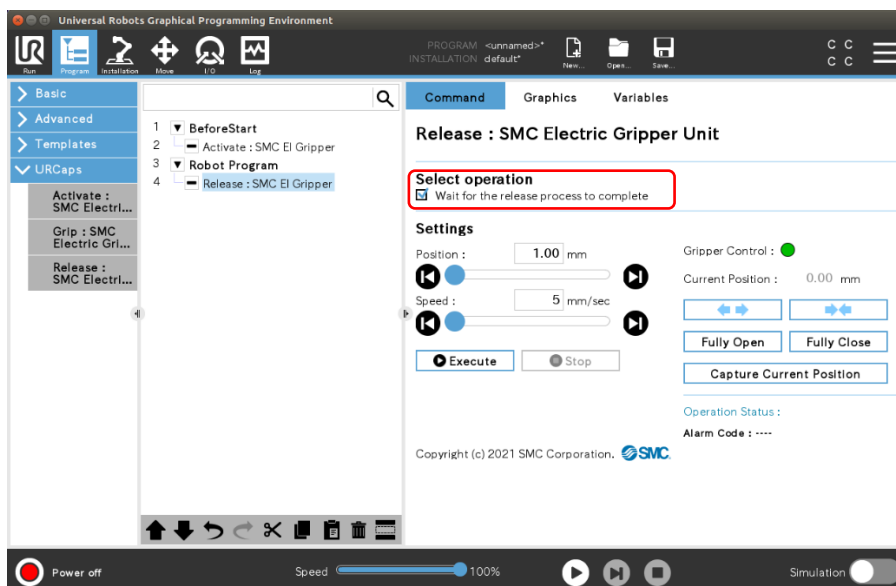 Universal Robots Graphical Programming Environment
PROGRAM <unnamed>*
INSTALLATION default*
Run
Program
Installation
Move
I/O
Log
New...
Open...
Save...
C C
C C
Basic
Advanced
Templates
URCaps
Activate :
SMC Electri...
Grip : SMC
Electric Gri...
Release :
SMC Electri...
1 BeforeStart
2 Activate : SMC El Gripper
3 Robot Program
4 Release : SMC El Gripper
Command Graphics Variables
Release : SMC Electric Gripper Unit
Select operation
Wait for the release process to complete
Settings
Position : 1.00 mm
Speed : 5 mm/sec
Execute Stop
Gripper Control :
Current Position : 0.00 mm
Fully Open Fully Close
Capture Current Position
Operation Status :
Alarm Code : ----
Copyright (c) 2021 SMC Corporation. SMC.
Power off
Speed 100%
Simulation